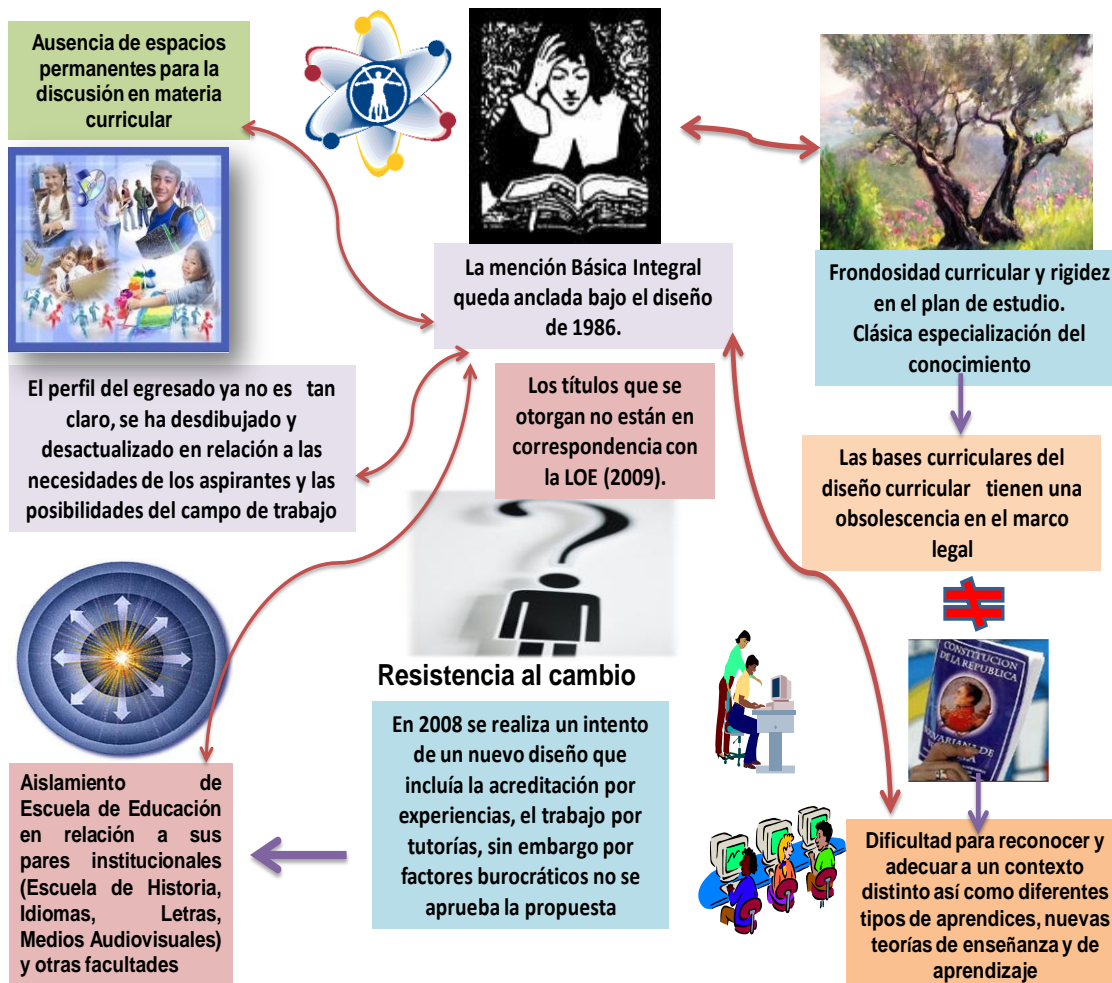 Ausencia de espacios
permanentes para la
discusión en materia
curricular
La mención Básica Integral
queda anclada bajo el diseño
de 1986.
Frondosidad curricular y rigidez
en el plan de estudio.
Clásica especialización del
conocimiento
El perfil del egresado ya no es tan
claro, se ha desdibujado y
desactualizado en relación a las
necesidades de los aspirantes y las
posibilidades del campo de trabajo
Los títulos que se
otorgan no están en
correspondencia con
la LOE (2009).
Las bases curriculares del
diseño curricular tienen una
obsolescencia en el marco
legal
CONSTITUCION
DE LA REPUBLICA
Resistencia al cambio
En 2008 se realiza un intento
de un nuevo diseño que
incluía la acreditación por
experiencias, el trabajo por
tutorías, sin embargo por
factores burocráticos no se
aprueba la propuesta
Aislamiento de
Escuela de Educación
en relación a sus
pares institucionales
(Escuela de Historia,
Idiomas, Letras,
Medios Audiovisuales)
y otras facultades
Dificultad para reconocer y
adecuar a un contexto
distinto así como diferentes
tipos de aprendices, nuevas
teorías de enseñanza y de
aprendizaje